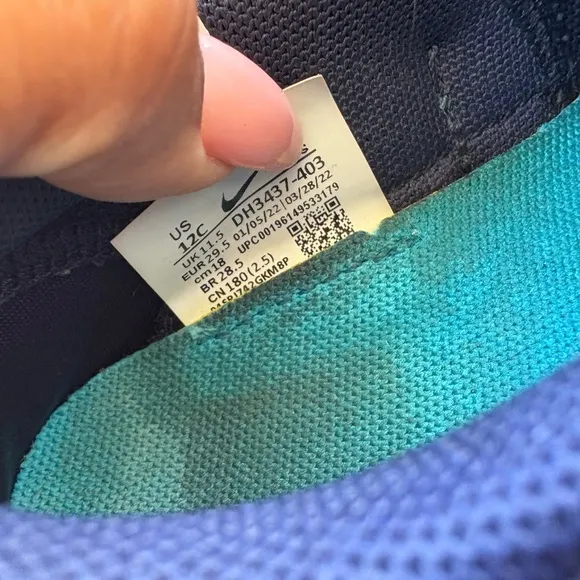 US
12C
UK 11.5
EUR 29.5
cm 18
BR 28.5
CN 180 (2.5)
DH3437-403
01/05/22 03/28/22
UPC00196149533179